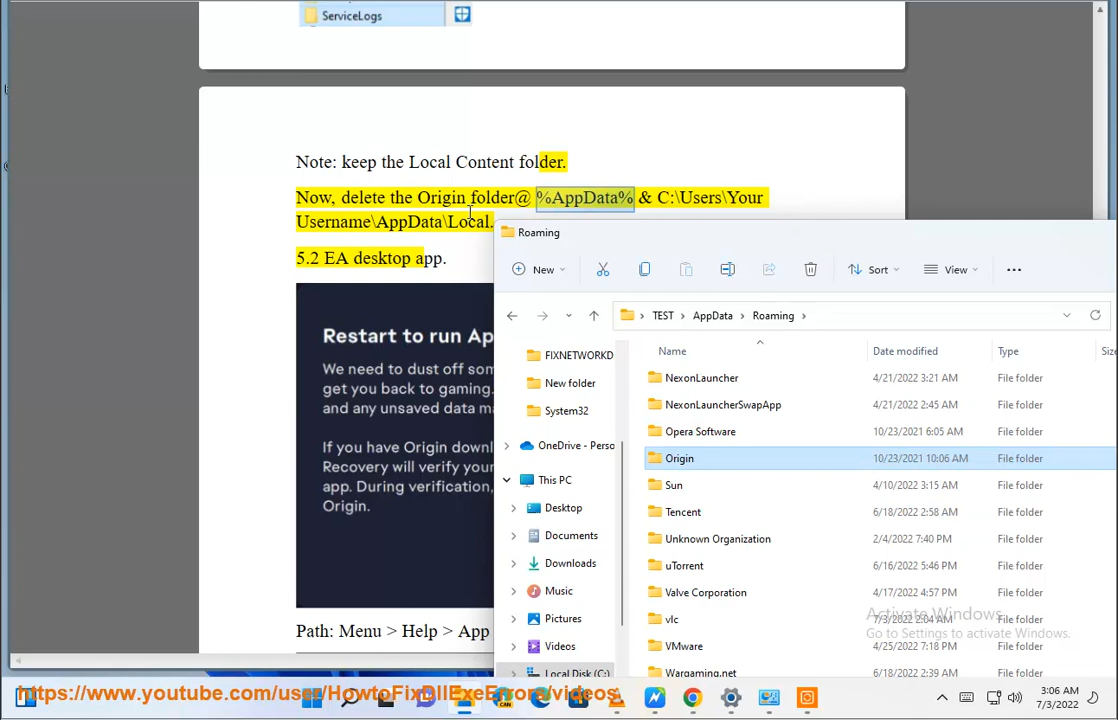 ServiceLogs
Note: keep the Local Content folder.
Now, delete the Origin folder@ %AppData% & C:\Users\Your
Username\AppData\Local.
5.2 EA desktop app.
Restart to run Ap
We need to dust off som
get you back to gaming.
and any unsaved data m
If you have Origin downl
Recovery will verify your
app. During verification,
Origin.
Path: Menu > Help > App
Roaming
New
Sort
View
TEST > AppData > Roaming >
Name Date modified Type Size
FIXNETWORKD
New folder
System32
OneDrive - Perso
This PC
Desktop
Documents
Downloads
Music
Pictures
Videos
Local Disk (C:)
NexonLauncher 4/21/2022 3:21 AM File folder
NexonLauncherSwapApp 4/21/2022 2:45 AM File folder
Opera Software 10/23/2021 6:05 AM File folder
Origin 10/23/2021 10:06 AM File folder
Sun 4/10/2022 3:15 AM File folder
Tencent 6/18/2022 2:58 AM File folder
Unknown Organization 2/4/2022 7:40 PM File folder
uTorrent 6/16/2022 5:46 PM File folder
Valve Corporation 4/17/2022 4:57 PM File folder
vlc 7/3/2022 2:04 AM File folder
VMware 4/25/2022 7:18 PM File folder
Wargaming.net 6/18/2022 2:39 AM File folder
Activate Windows
Go to Settings to activate Windows.
https://www.youtube.com/user/HowtoFixDllExeErrors/videos
3:06 AM
7/3/2022